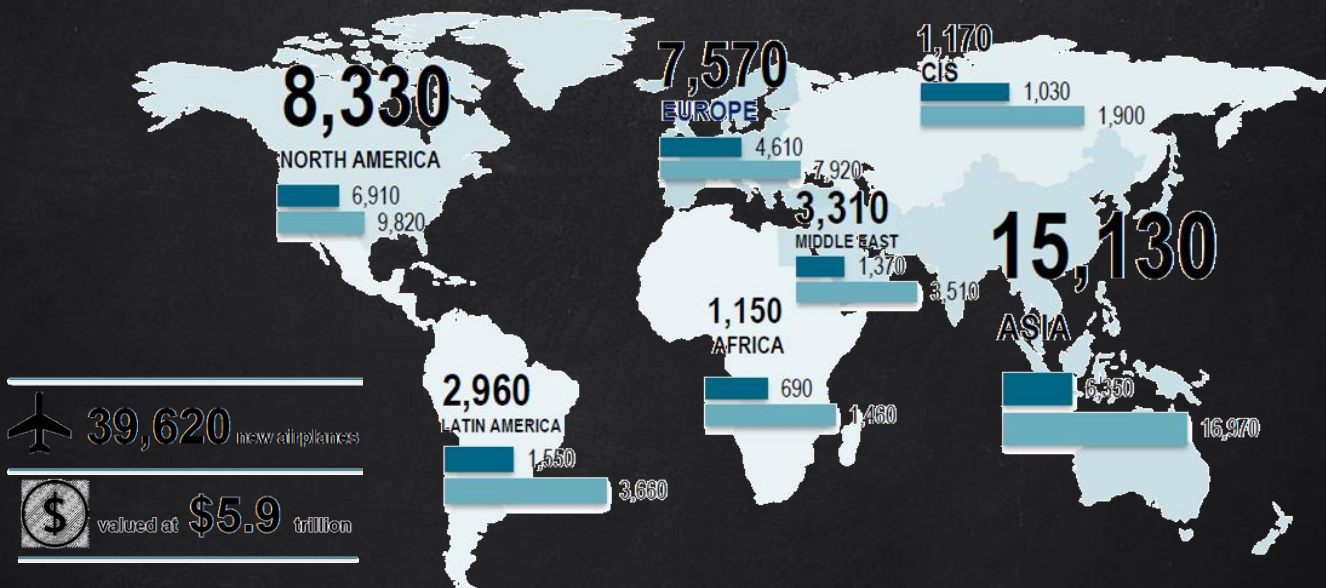 8,330
NORTH AMERICA
6,910
9,820
7,570
EUROPE
4,610
7,920
1,170
CIS
1,030
1,900
3,310
MIDDLE EAST
1,370
3,510
15,130
ASIA
6,350
16,970
1,150
AFRICA
690
1,460
2,960
LATIN AMERICA
1,550
3,660
39,620 new airplanes
$
valued at $5.9 trillion